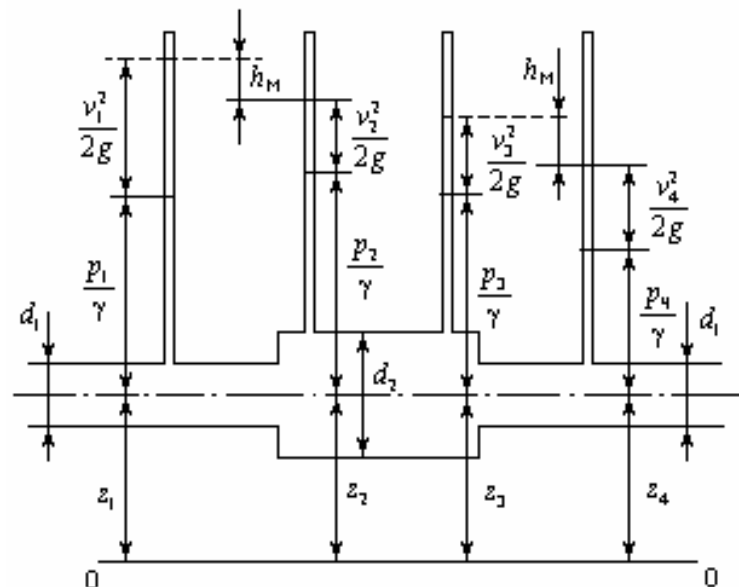 h_м
h_м
v₁²/2g
v₂²/2g
v₃²/2g
v₄²/2g
p₁/γ
p₂/γ
p₃/γ
p₄/γ
d₁
d₂
d₁
z₁
z₂
z₃
z₄
0
0